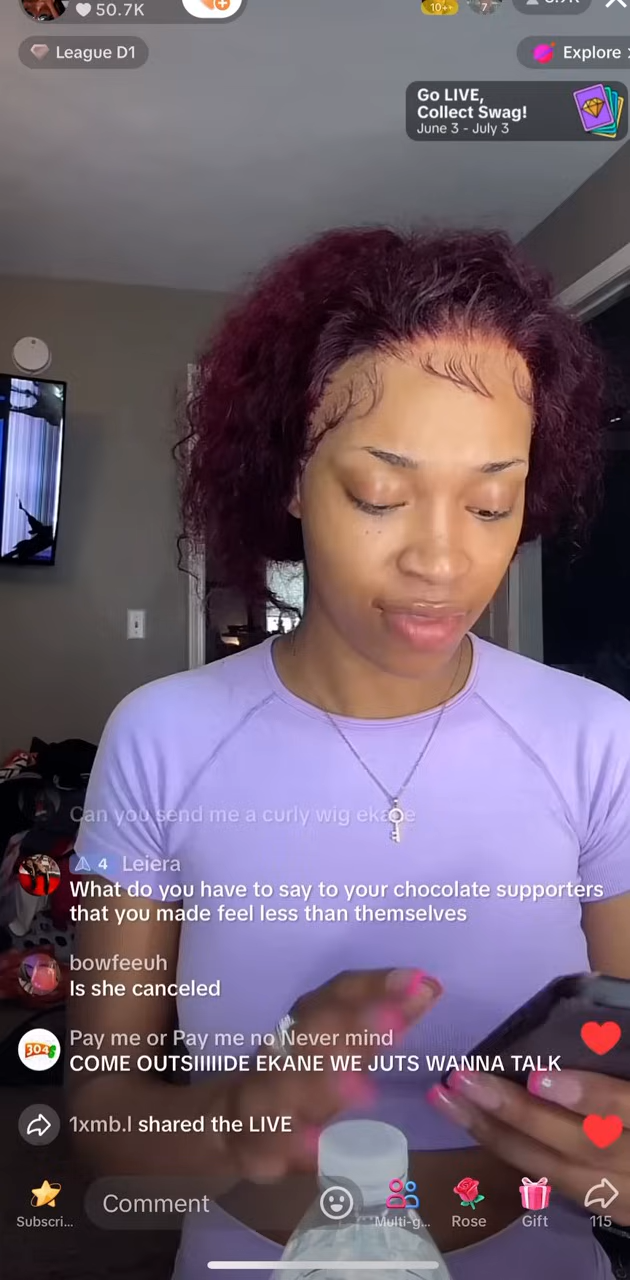 50.7K
10++
7
League D1
Explore
Go LIVE,
Collect Swag!
June 3 - July 3
Can you send me a curly wig ekane
4 Leiera
What do you have to say to your chocolate supporters
that you made feel less than themselves
bowfeeuh
Is she canceled
Pay me or Pay me no Never mind
COME OUTSIIIIIDE EKANE WE JUTS WANNA TALK
1xmb.l shared the LIVE
Subscri...
Comment
Multi-g...
Rose
Gift
115